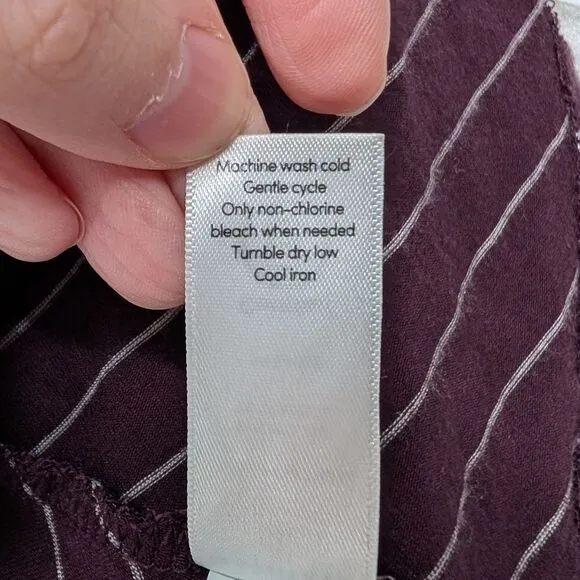 Machine wash cold
Gentle cycle
Only non-chlorine
bleach when needed
Tumble dry low
Cool iron